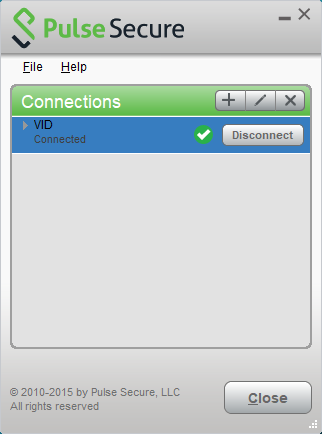 Pulse Secure
File Help
Connections
VID
Connected
Disconnect
© 2010-2015 by Pulse Secure, LLC
All rights reserved
Close